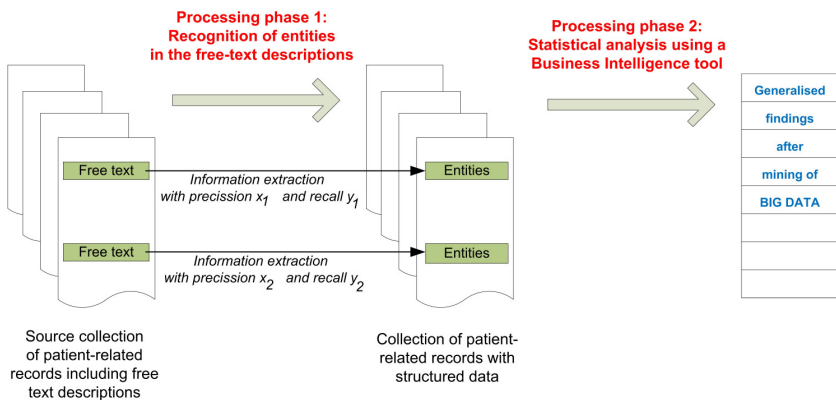 Processing phase 1:
Recognition of entities
in the free-text descriptions
Processing phase 2:
Statistical analysis using a
Business Intelligence tool
Free text
Information extraction
with precission x1 and recall y1
Entities
Free text
Information extraction
with precission x2 and recall y2
Entities
Generalised
findings
after
mining of
BIG DATA
Source collection
of patient-related
records including free
text descriptions
Collection of patient-
related records with
structured data